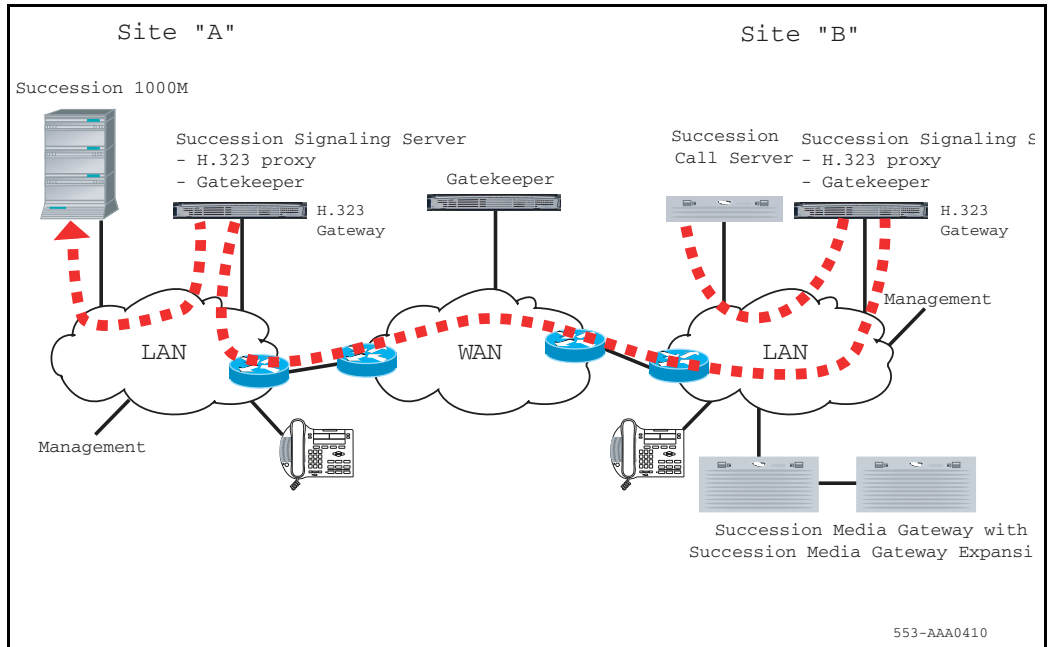 Site "A"
Site "B"
Succession 1000M
Succession Signaling Server
- H.323 proxy
- Gatekeeper
H.323
Gateway
Gatekeeper
Succession
Call Server
Succession Signaling S
- H.323 proxy
- Gatekeeper
H.323
Gateway
Management
LAN
WAN
LAN
Management
Succession Media Gateway with
Succession Media Gateway Expansi
553-AAA0410